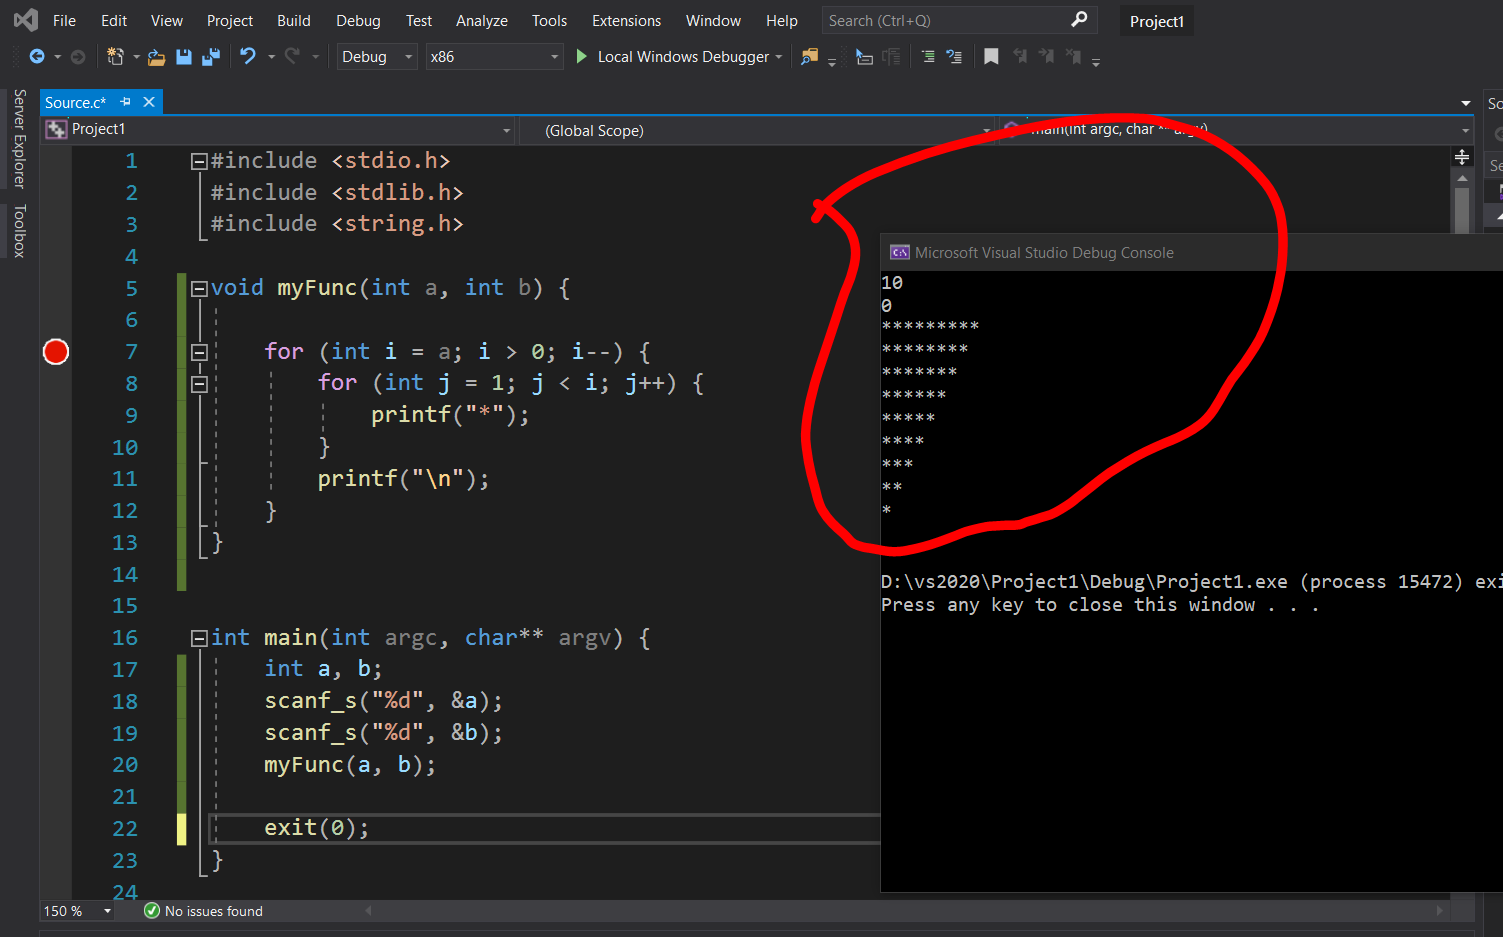 File Edit View Project Build Debug Test Analyze Tools Extensions Window Help Search (Ctrl+Q) Project1
Debug x86 Local Windows Debugger
Server Explorer
Toolbox
Source.c*
Project1 (Global Scope) main(int argc, char ** argv)
1 #include <stdio.h>
2 #include <stdlib.h>
3 #include <string.h>
4
5 void myFunc(int a, int b) {
6
7 for (int i = a; i > 0; i--) {
8 for (int j = 1; j < i; j++) {
9 printf("*");
10 }
11 printf("\n");
12 }
13 }
14
15
16 int main(int argc, char** argv) {
17 int a, b;
18 scanf_s("%d", &a);
19 scanf_s("%d", &b);
20 myFunc(a, b);
21
22 exit(0);
23 }
24
150 % No issues found
Microsoft Visual Studio Debug Console
10
0
*********
********
*******
******
*****
****
***
**
*
D:\vs2020\Project1\Debug\Project1.exe (process 15472) exi
Press any key to close this window . . .
So
Se